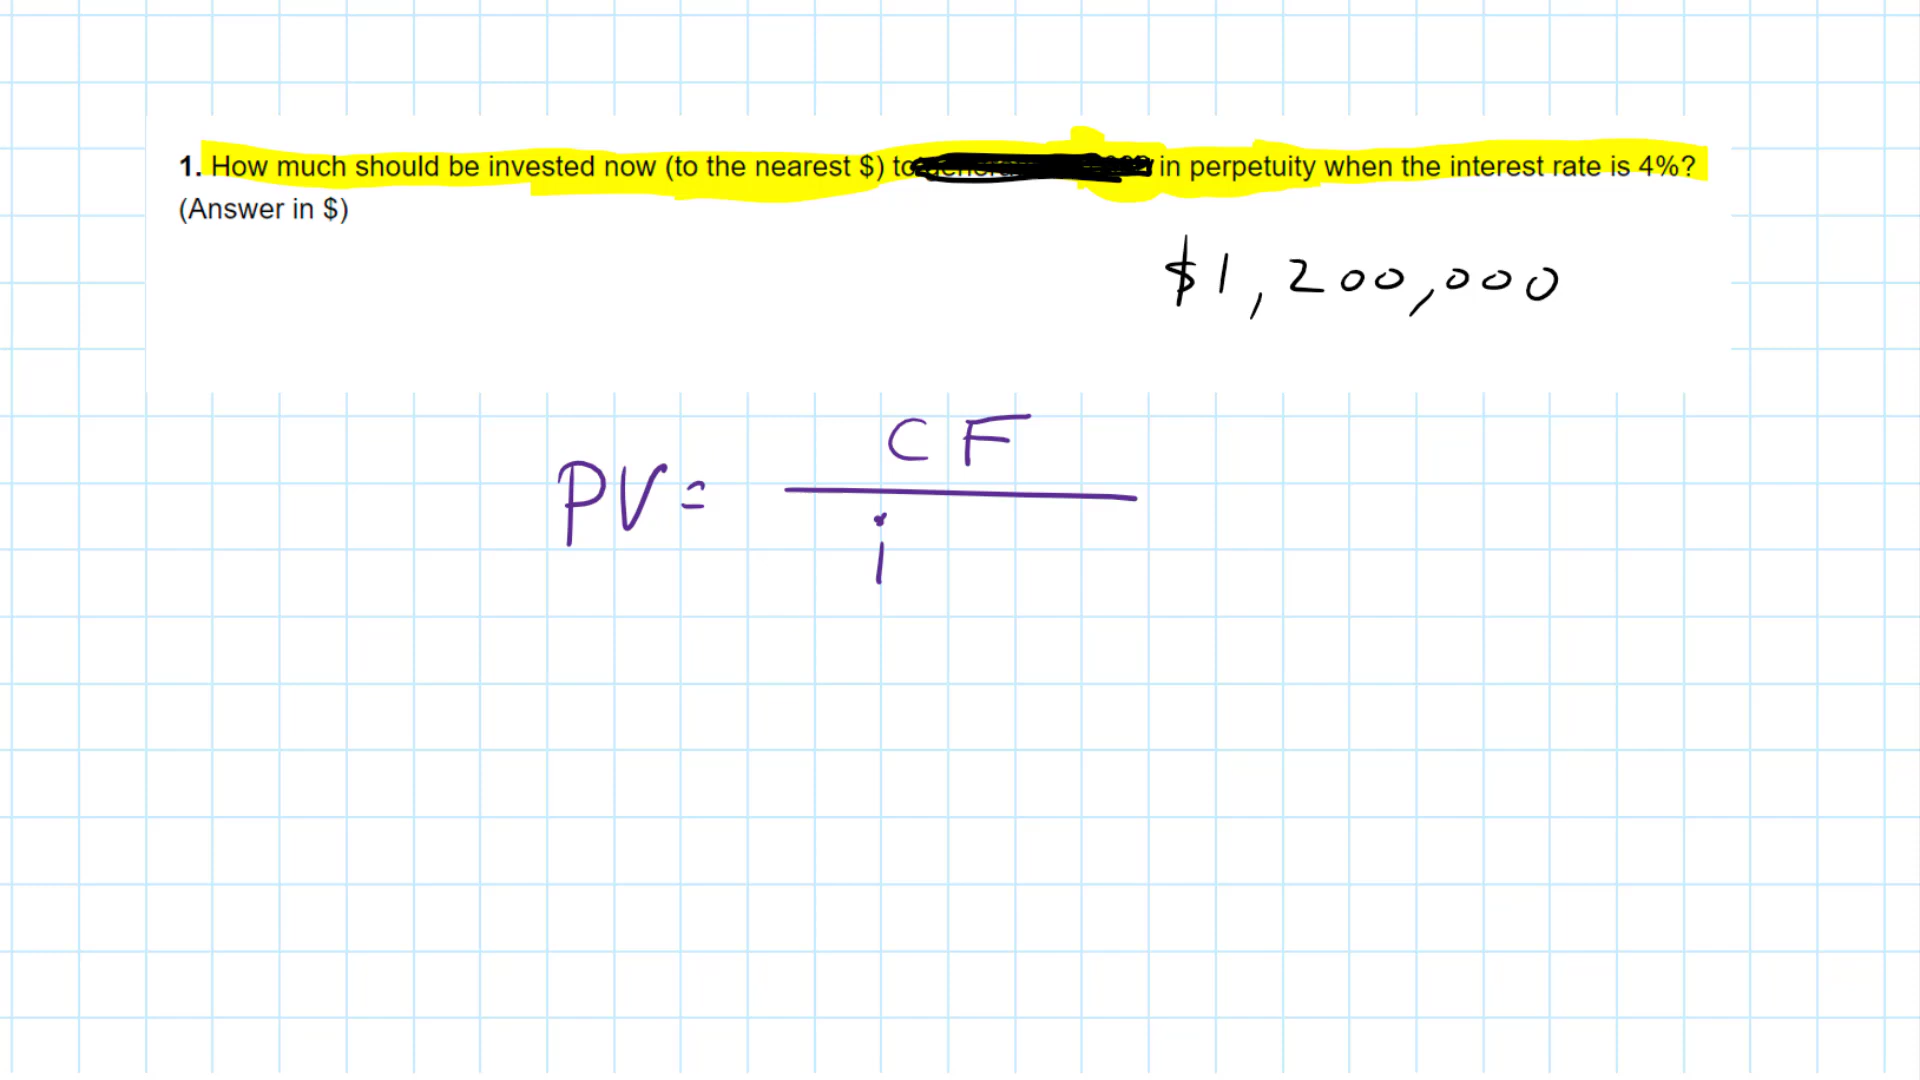 1. How much should be invested now (to the nearest $) to in perpetuity when the interest rate is 4%?
(Answer in $)
$1,200,000
PV = CF
i